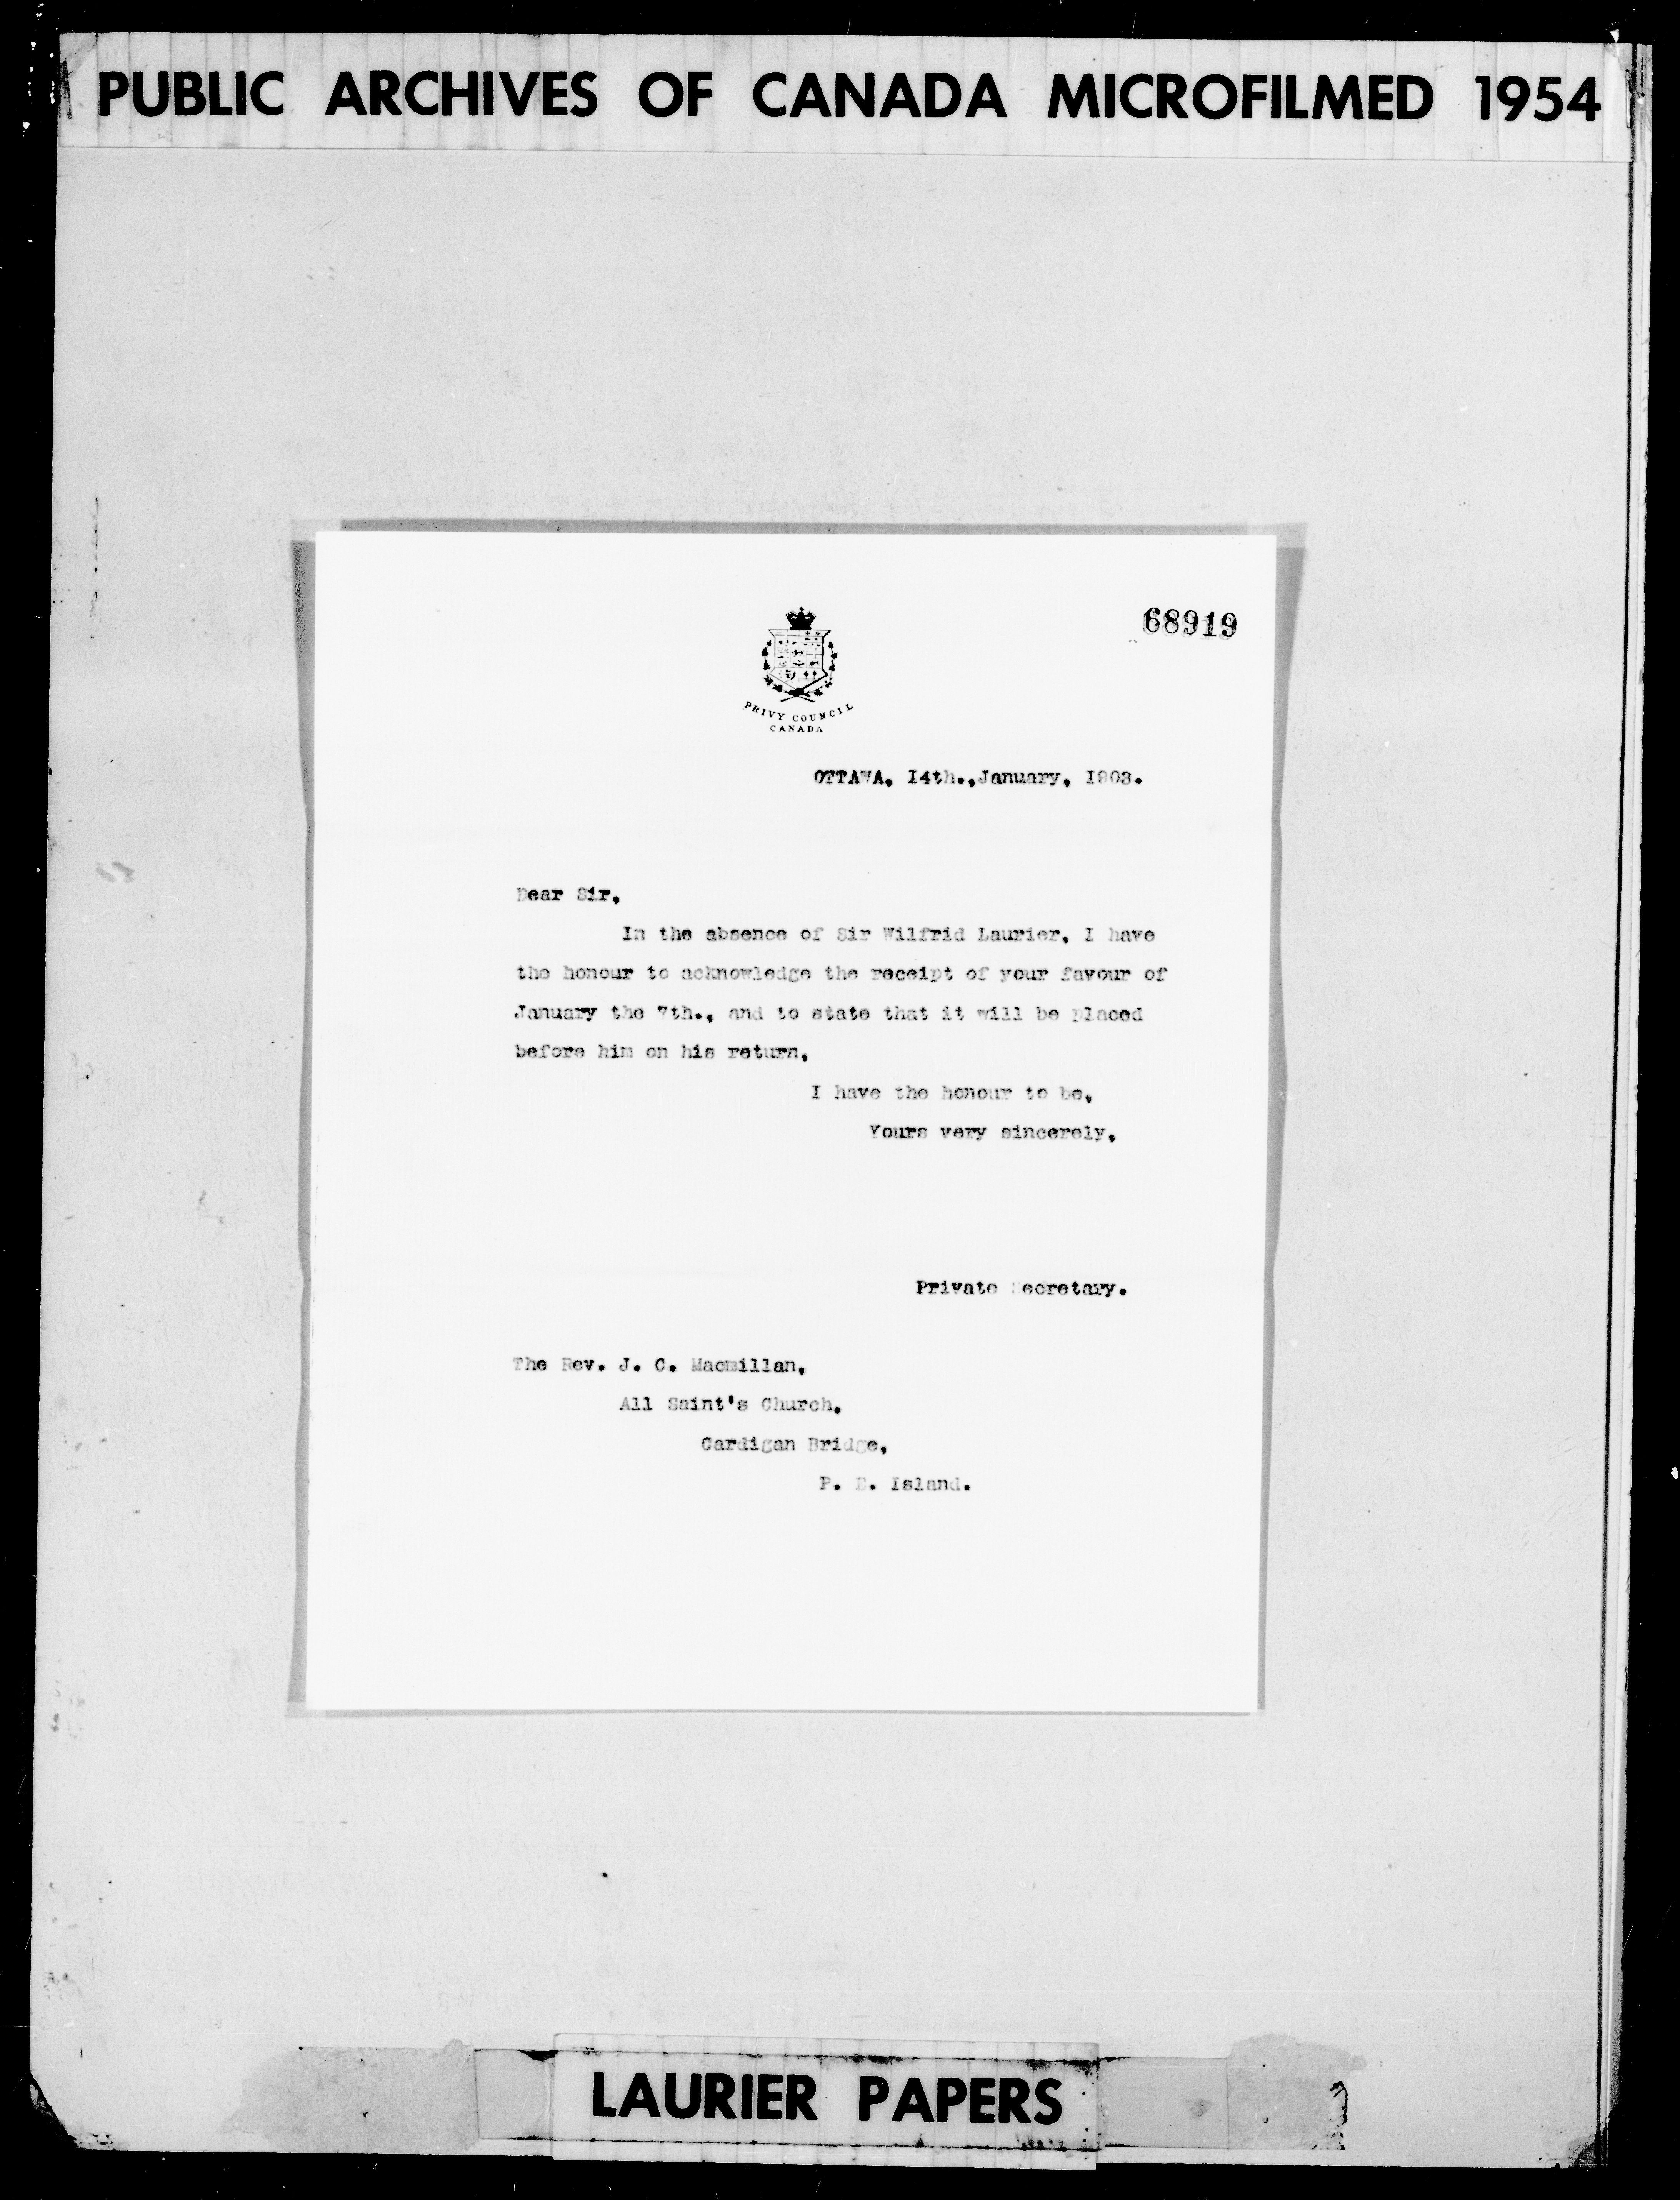 PUBLIC ARCHIVES OF CANADA MICROFILMED 1954
68919
PRIVY COUNCIL
CANADA
OTTAWA, 14th.,January, 1903.
Dear Sir,
In the absence of Sir Wilfrid Laurier, I have
the honour to acknowledge the receipt of your favour of
January the 7th., and to state that it will be placed
before him on his return.
I have the honour to be,
Yours very sincerely,
Private Secretary.
The Rev. J. C. Macmillan,
All Saint's Church,
Cardigan Bridge,
P. E. Island.
LAURIER PAPERS